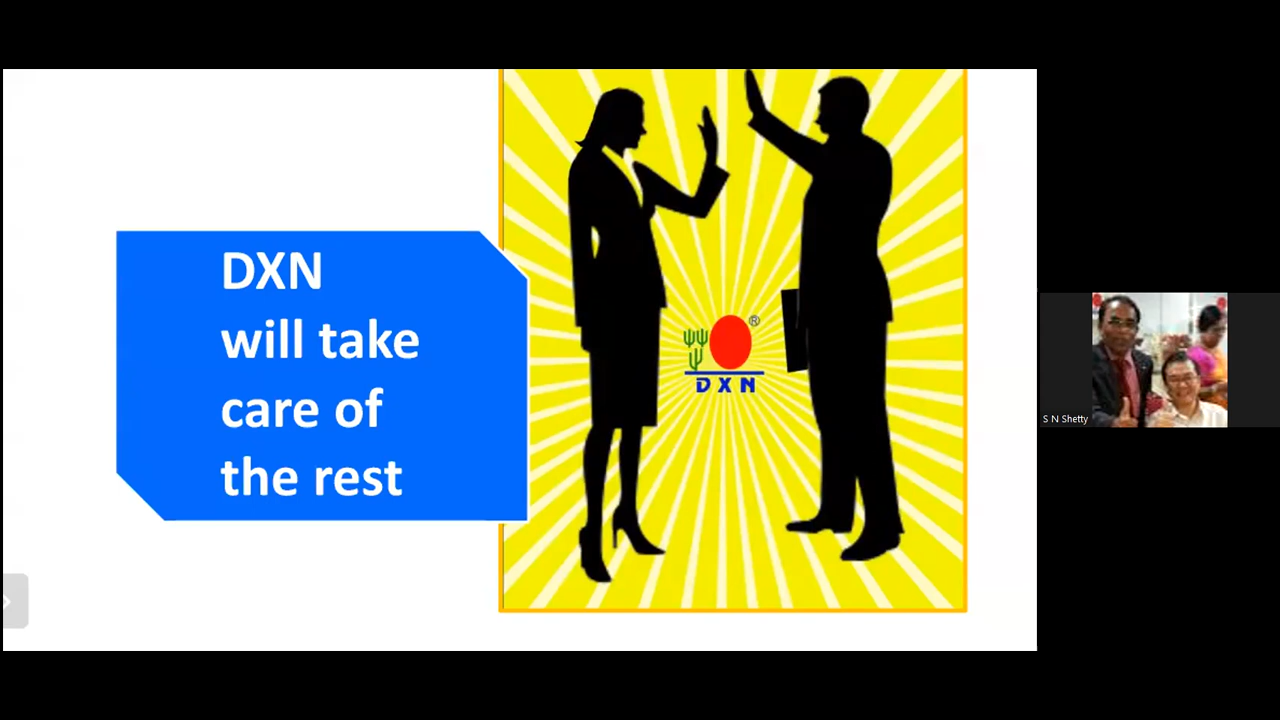 DXN
will take
care of
the rest
®
DXN
S N Shetty